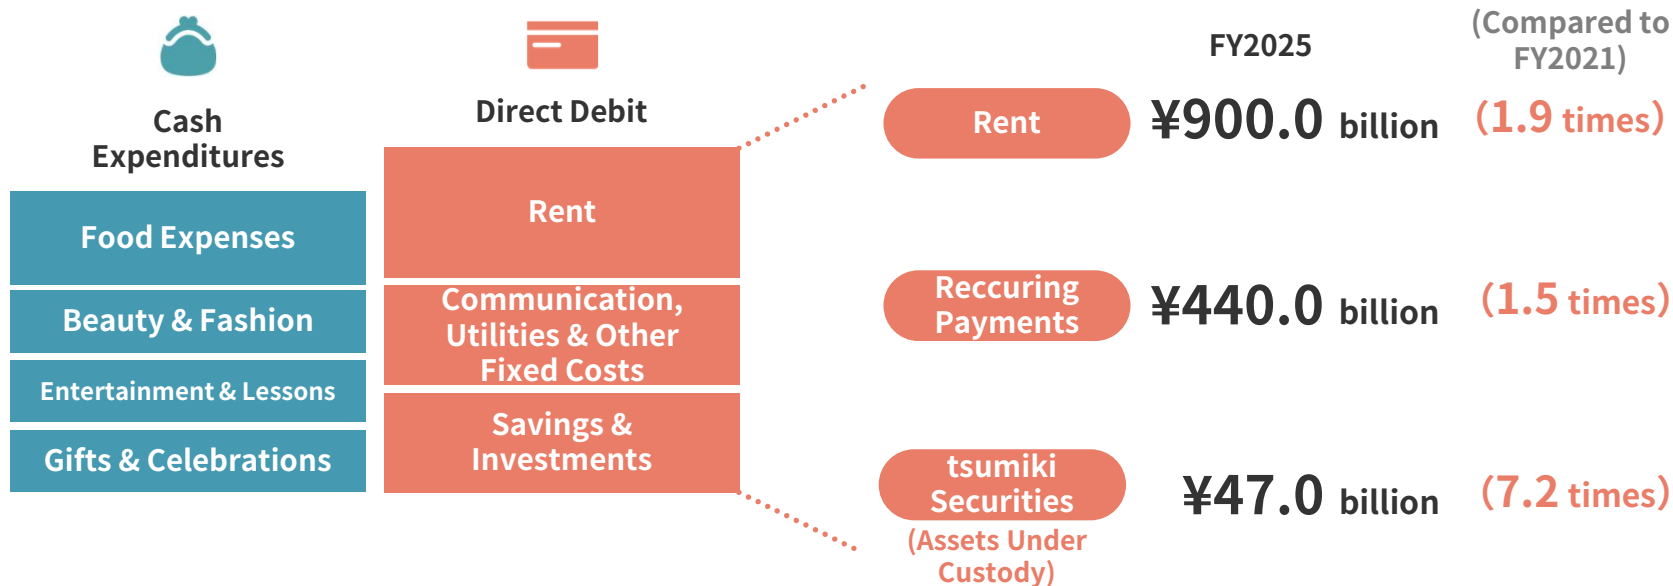 Cash
Expenditures
Food Expenses
Beauty & Fashion
Entertainment & Lessons
Gifts & Celebrations
Direct Debit
Rent
Communication,
Utilities & Other
Fixed Costs
Savings &
Investments
FY2025
(Compared to
FY2021)
Rent
¥900.0 billion
(1.9 times)
Reccuring
Payments
¥440.0 billion
(1.5 times)
tsumiki
Securities
(Assets Under
Custody)
¥47.0 billion
(7.2 times)